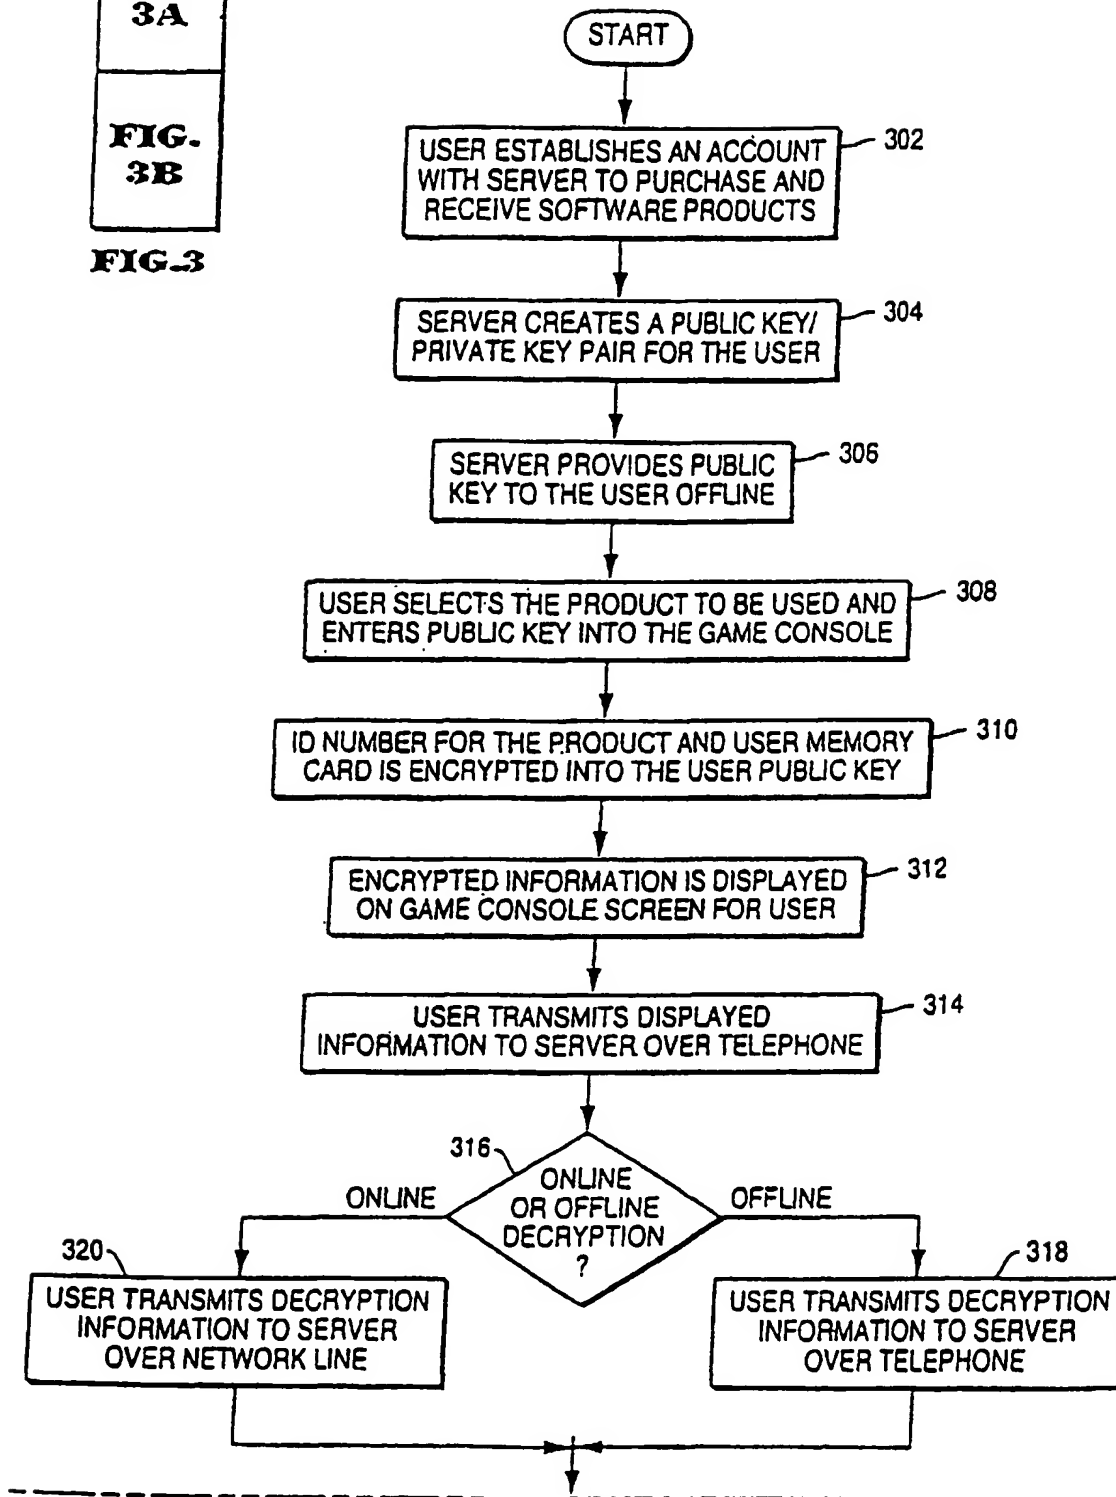 3A
FIG.
3B
FIG.3
START
302
USER ESTABLISHES AN ACCOUNT
WITH SERVER TO PURCHASE AND
RECEIVE SOFTWARE PRODUCTS
304
SERVER CREATES A PUBLIC KEY/
PRIVATE KEY PAIR FOR THE USER
306
SERVER PROVIDES PUBLIC
KEY TO THE USER OFFLINE
308
USER SELECTS THE PRODUCT TO BE USED AND
ENTERS PUBLIC KEY INTO THE GAME CONSOLE
310
ID NUMBER FOR THE PRODUCT AND USER MEMORY
CARD IS ENCRYPTED INTO THE USER PUBLIC KEY
312
ENCRYPTED INFORMATION IS DISPLAYED
ON GAME CONSOLE SCREEN FOR USER
314
USER TRANSMITS DISPLAYED
INFORMATION TO SERVER OVER TELEPHONE
316
ONLINE
OR OFFLINE
DECRYPTION
?
ONLINE
OFFLINE
320
USER TRANSMITS DECRYPTION
INFORMATION TO SERVER
OVER NETWORK LINE
318
USER TRANSMITS DECRYPTION
INFORMATION TO SERVER
OVER TELEPHONE